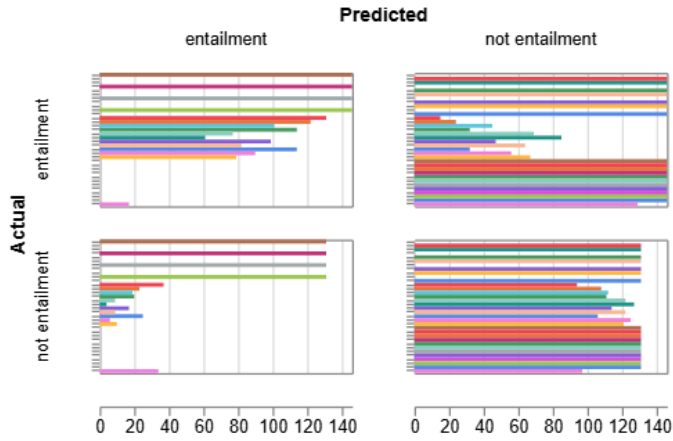 Predicted
entailment not entailment
entailment
Actual
not entailment
0 20 40 60 80 100 120 140 0 20 40 60 80 100 120 140